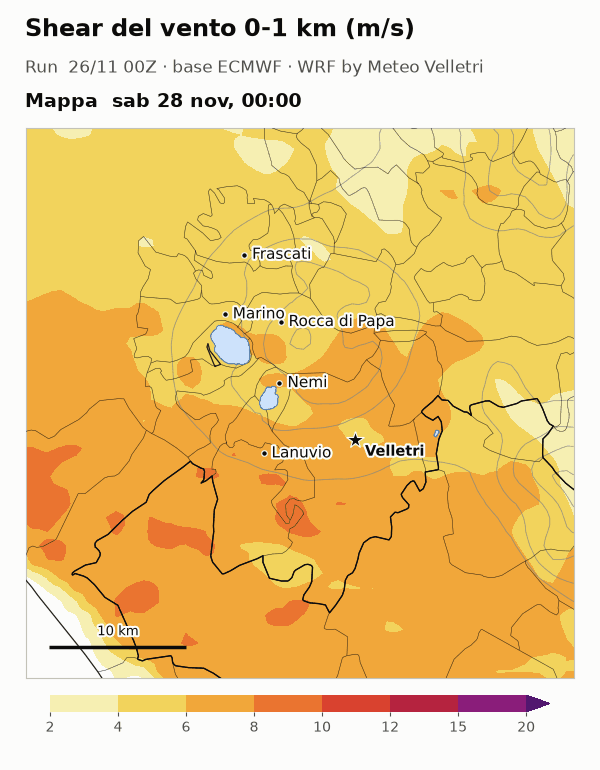 Shear del vento 0-1 km (m/s)
Run  26/11 00Z · base ECMWF · WRF by Meteo Velletri
Mappa  sab 28 nov, 00:00
Frascati
Marino
Rocca di Papa
Nemi
Velletri
Lanuvio
10 km
2 4 6 8 10 12 15 20